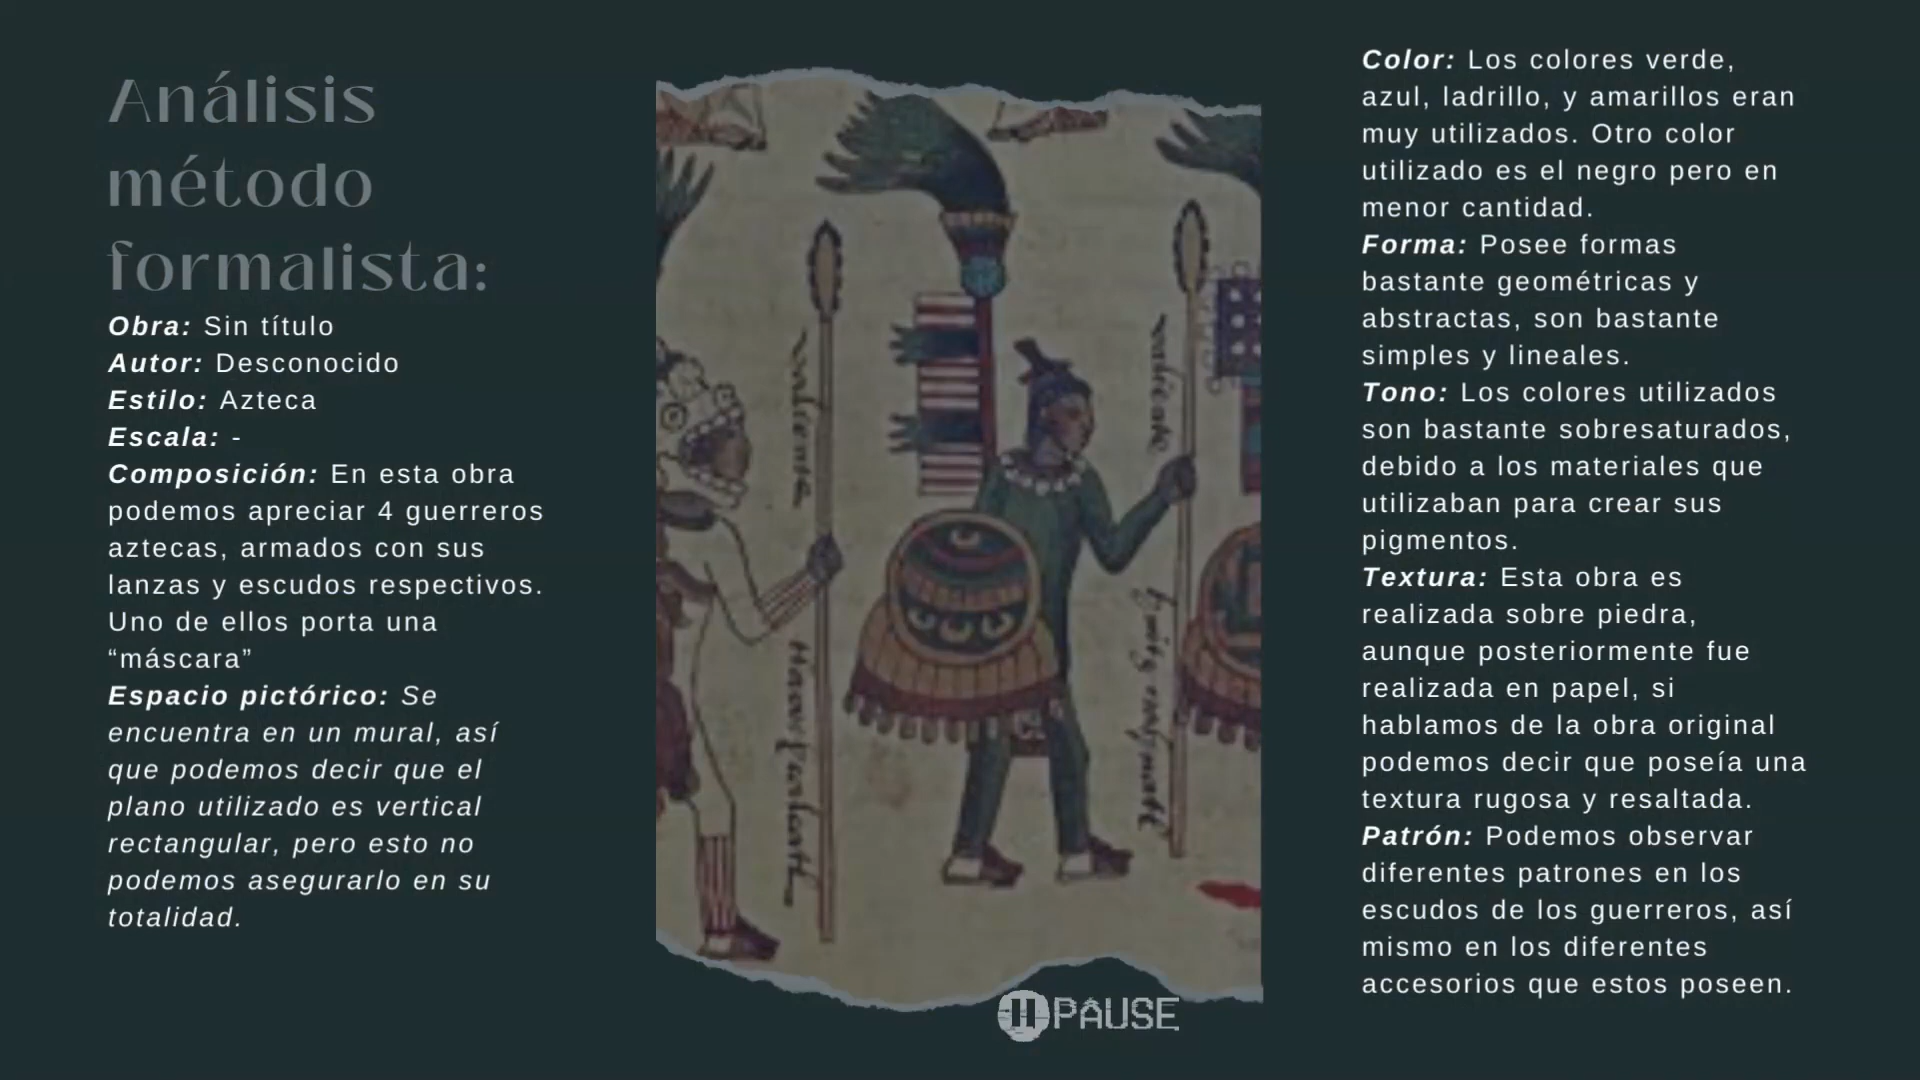 Análisis
método
formalista:
Obra: Sin título
Autor: Desconocido
Estilo: Azteca
Escala: -
Composición: En esta obra
podemos apreciar 4 guerreros
aztecas, armados con sus
lanzas y escudos respectivos.
Uno de ellos porta una
“máscara”
Espacio pictórico: Se
encuentra en un mural, así
que podemos decir que el
plano utilizado es vertical
rectangular, pero esto no
podemos asegurarlo en su
totalidad.
PAUSE
Color: Los colores verde,
azul, ladrillo, y amarillos eran
muy utilizados. Otro color
utilizado es el negro pero en
menor cantidad.
Forma: Posee formas
bastante geométricas y
abstractas, son bastante
simples y lineales.
Tono: Los colores utilizados
son bastante sobresaturados,
debido a los materiales que
utilizaban para crear sus
pigmentos.
Textura: Esta obra es
realizada sobre piedra,
aunque posteriormente fue
realizada en papel, si
hablamos de la obra original
podemos decir que poseía una
textura rugosa y resaltada.
Patrón: Podemos observar
diferentes patrones en los
escudos de los guerreros, así
mismo en los diferentes
accesorios que estos poseen.